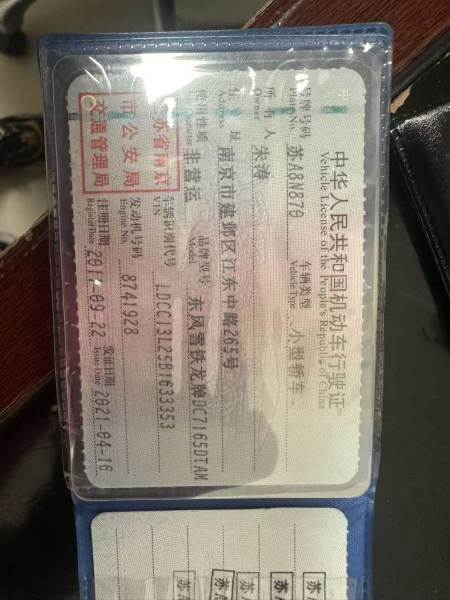 中华人民共和国机动车行驶证
Vehicle License of the People's Republic of China
号牌号码 苏A8N870 车辆类型 小型轿车
Plate No. Vehicle Type
所有人 朱涛
Owner
住址 南京市建邺区江东中路265号
Address
使用性质 非营运 品牌型号 东风雪铁龙牌DC7165DTAM
Character Model
江苏省南京市公安局交通管理局
车辆识别代号 LDCC13L25B1633353
VIN
发动机号码 8741928
Engine No.
注册日期 2017-09-22 发证日期 2021-04-16
Register Date Issue Date